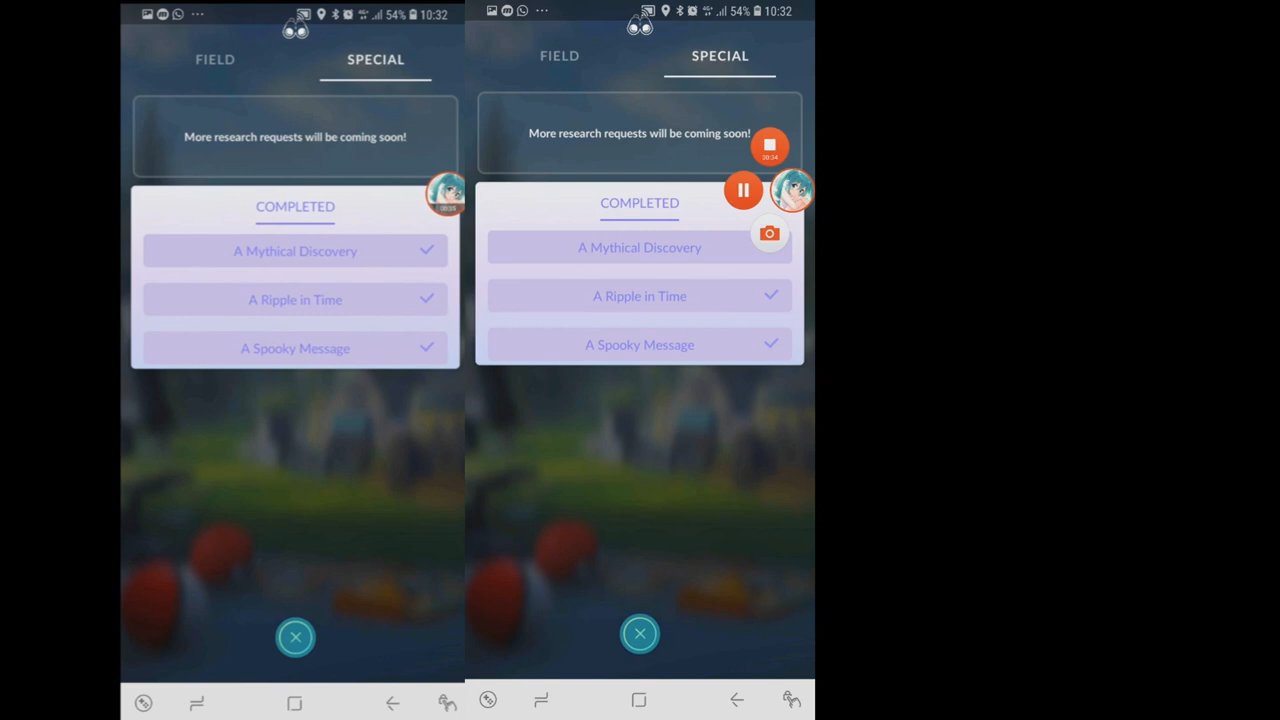 54% 10:32
FIELD
SPECIAL
More research requests will be coming soon!
COMPLETED
A Mythical Discovery
A Ripple in Time
A Spooky Message
54% 10:32
FIELD
SPECIAL
More research requests will be coming soon!
COMPLETED
A Mythical Discovery
A Ripple in Time
A Spooky Message